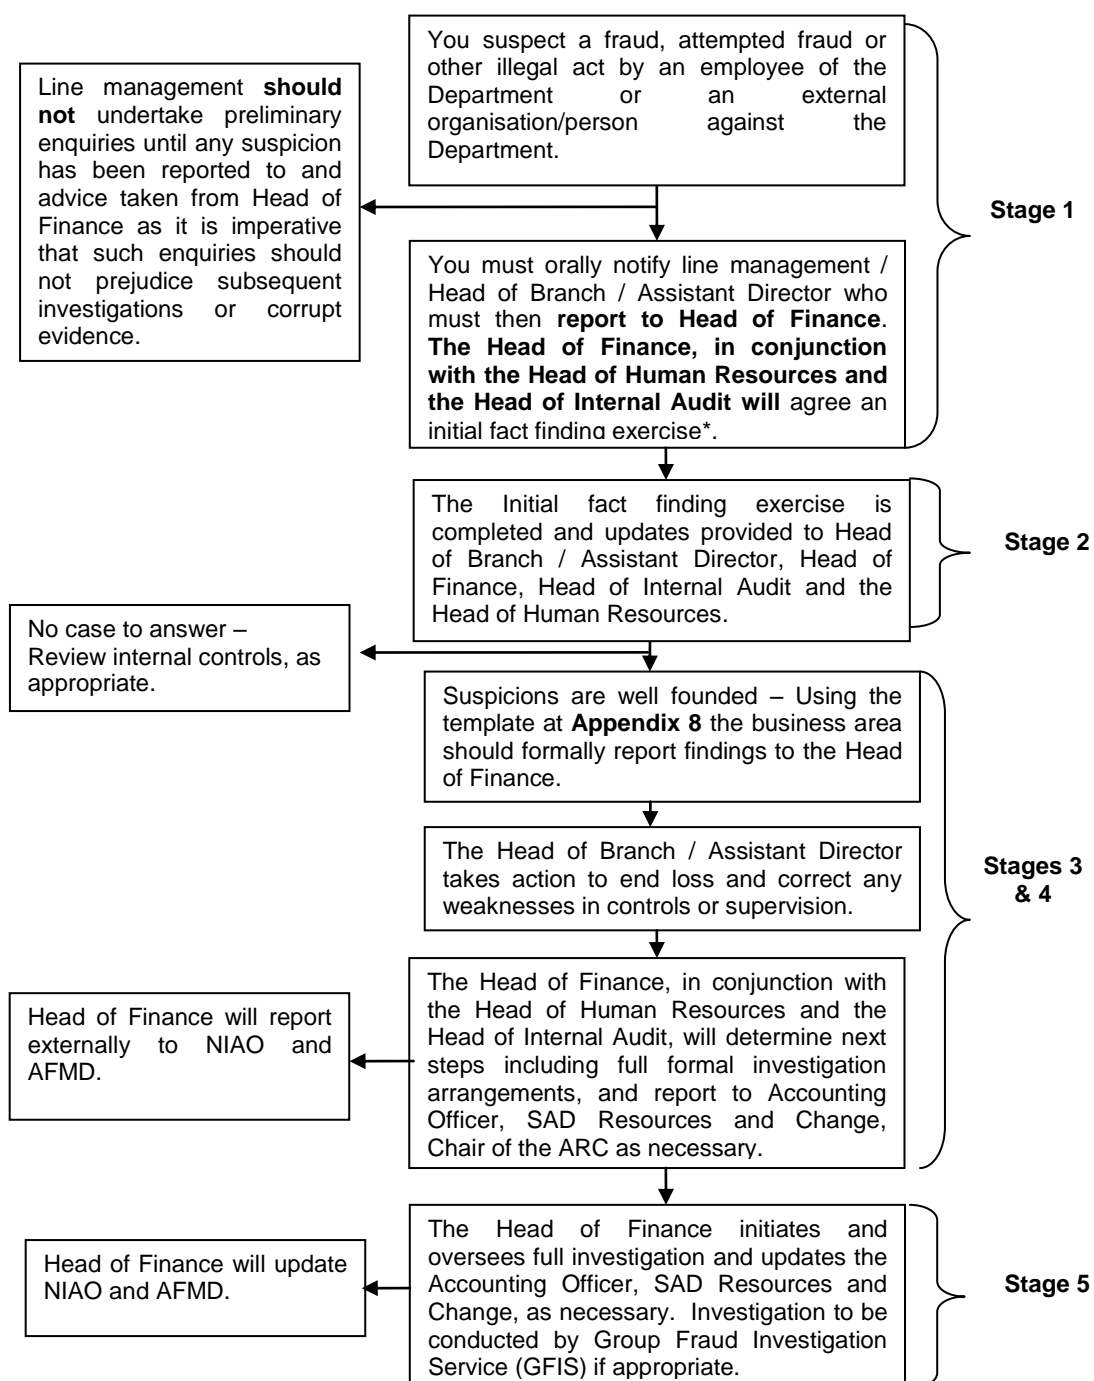 You suspect a fraud, attempted fraud or
other illegal act by an employee of the
Department or an external
organisation/person against the
Department.
Line management should
not undertake preliminary
enquiries until any suspicion
has been reported to and
advice taken from Head of
Finance as it is imperative
that such enquiries should
not prejudice subsequent
investigations or corrupt
evidence.
Stage 1
You must orally notify line management /
Head of Branch / Assistant Director who
must then report to Head of Finance.
The Head of Finance, in conjunction
with the Head of Human Resources and
the Head of Internal Audit will agree an
initial fact finding exercise*.
The Initial fact finding exercise is
completed and updates provided to Head
of Branch / Assistant Director, Head of
Finance, Head of Internal Audit and the
Head of Human Resources.
Stage 2
No case to answer –
Review internal controls, as
appropriate.
Suspicions are well founded – Using the
template at Appendix 8 the business area
should formally report findings to the Head
of Finance.
The Head of Branch / Assistant Director
takes action to end loss and correct any
weaknesses in controls or supervision.
Stages 3
& 4
The Head of Finance, in conjunction with
the Head of Human Resources and the
Head of Internal Audit, will determine next
steps including full formal investigation
arrangements, and report to Accounting
Officer, SAD Resources and Change,
Chair of the ARC as necessary.
Head of Finance will report
externally to NIAO and
AFMD.
The Head of Finance initiates and
oversees full investigation and updates the
Accounting Officer, SAD Resources and
Change, as necessary. Investigation to be
conducted by Group Fraud Investigation
Service (GFIS) if appropriate.
Head of Finance will update
NIAO and AFMD.
Stage 5